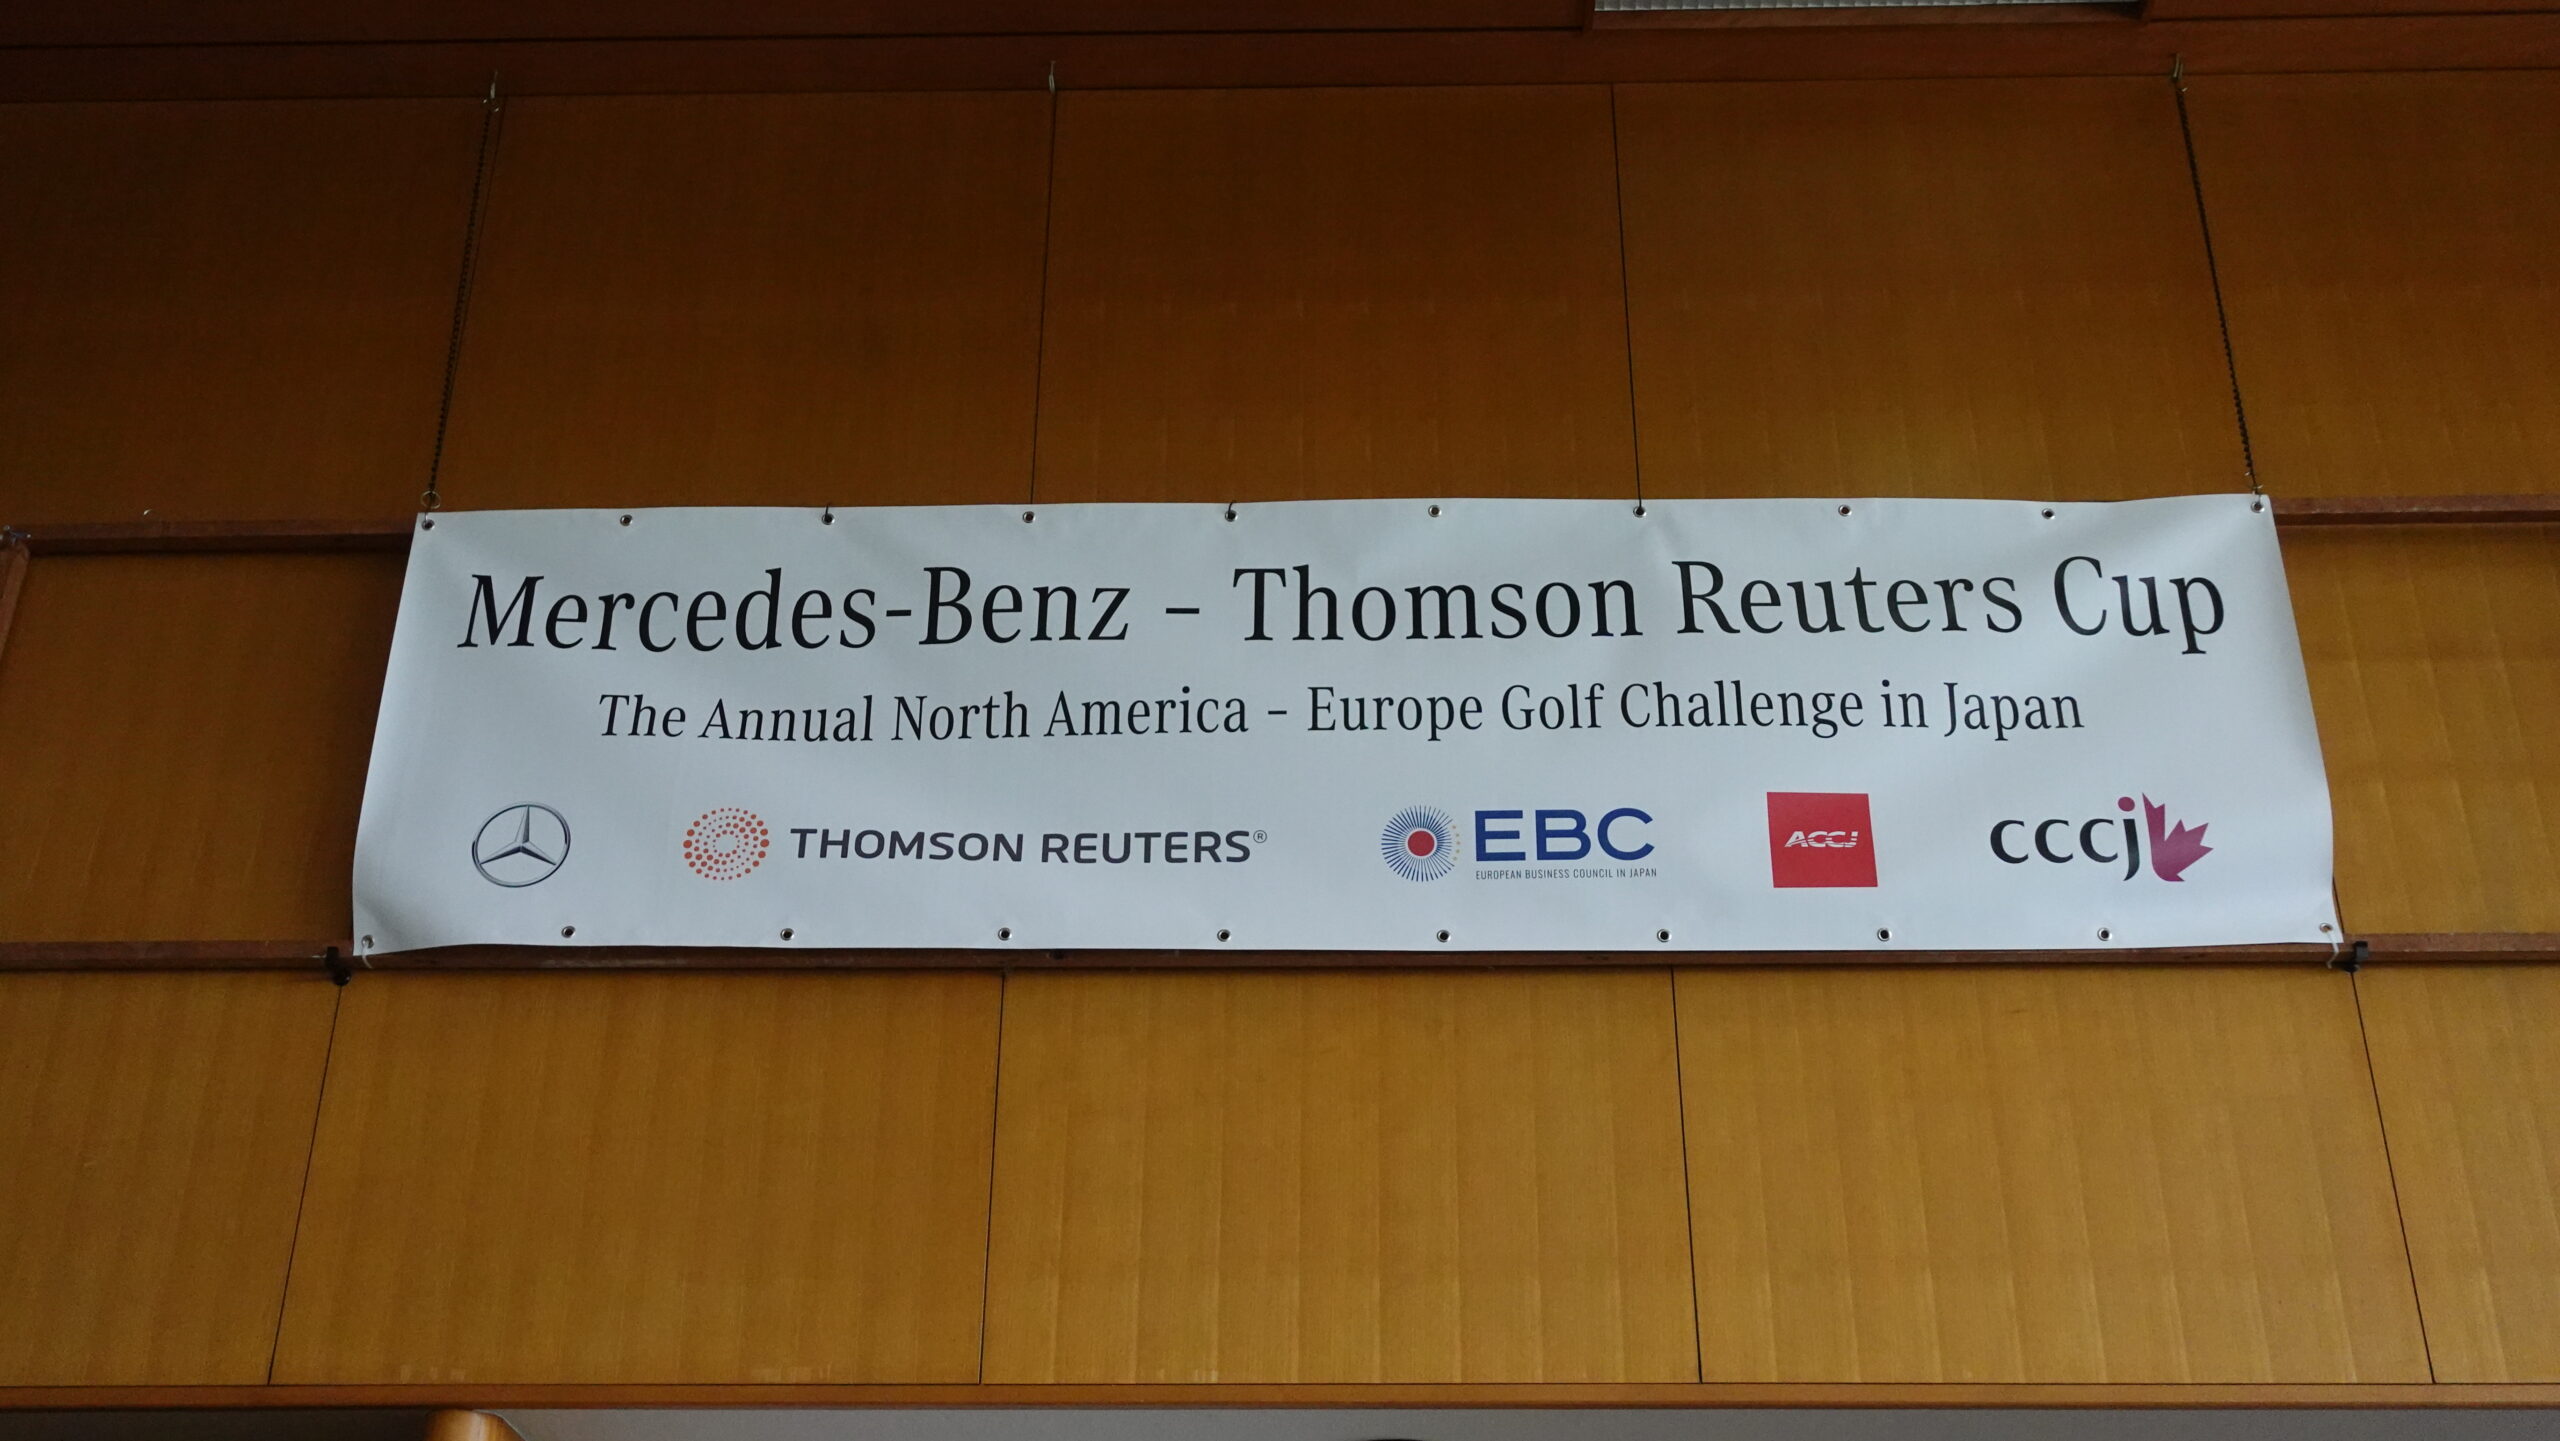 Mercedes-Benz – Thomson Reuters Cup
The Annual North America – Europe Golf Challenge in Japan
THOMSON REUTERS®
EBC
EUROPEAN BUSINESS COUNCIL IN JAPAN
ACCJ
cccj